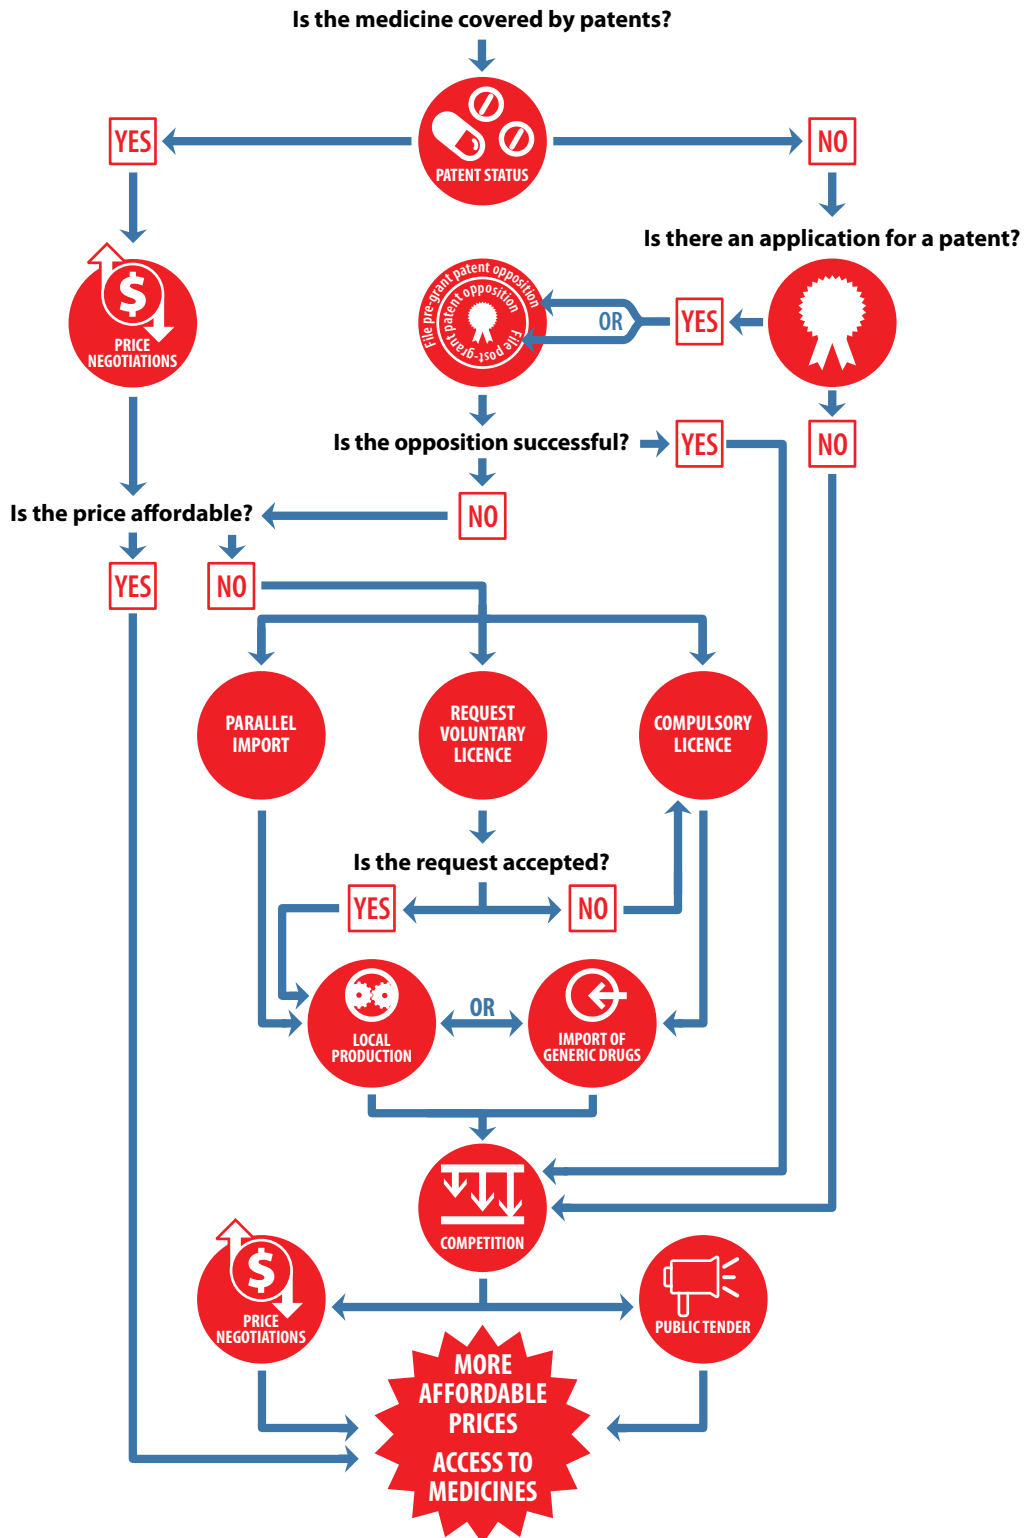 Is the medicine covered by patents?
PATENT STATUS
YES
NO
Is there an application for a patent?
PRICE
NEGOTIATIONS
File pre-grant patent opposition
File post-grant patent opposition
OR
YES
Is the opposition successful?
YES
NO
NO
Is the price affordable?
YES
NO
PARALLEL
IMPORT
REQUEST
VOLUNTARY
LICENCE
COMPULSORY
LICENCE
Is the request accepted?
YES
NO
LOCAL
PRODUCTION
OR
IMPORT OF
GENERIC DRUGS
COMPETITION
PRICE
NEGOTIATIONS
PUBLIC TENDER
MORE
AFFORDABLE
PRICES
ACCESS TO
MEDICINES